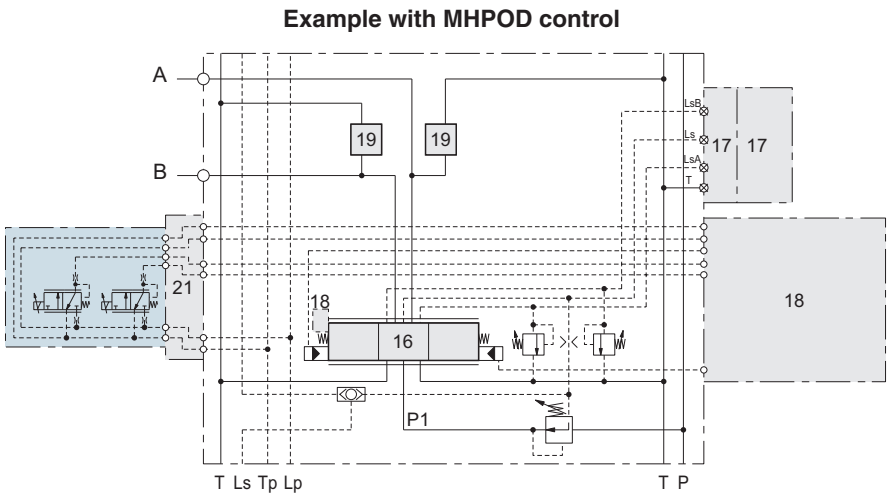 Example with MHPOD control
A
19
19
LsB
Ls
17
17
LsA
B
T
21
18
18
16
P1
T Ls Tp Lp
T P